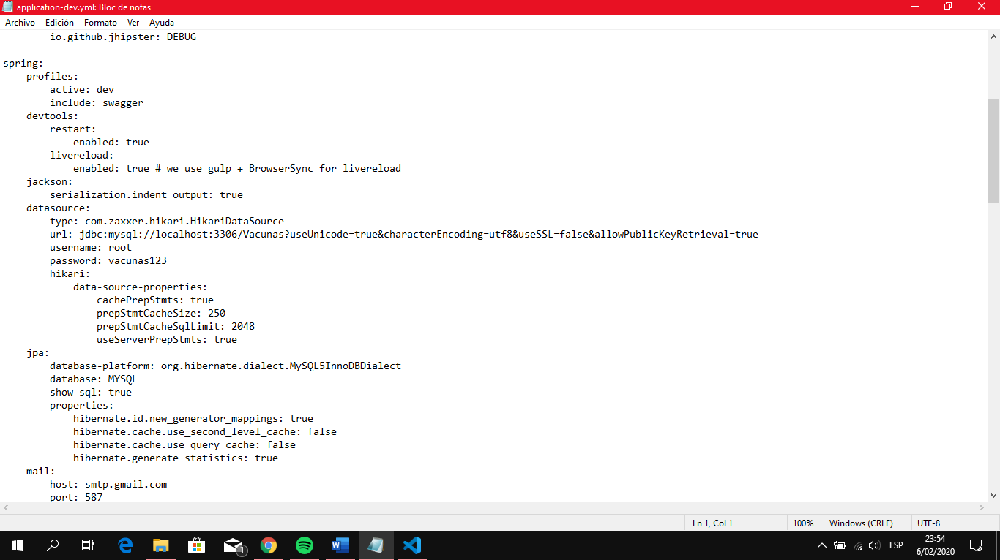 application-dev.yml: Bloc de notas
Archivo Edición Formato Ver Ayuda
        io.github.jhipster: DEBUG

spring:
    profiles:
        active: dev
        include: swagger
    devtools:
        restart:
            enabled: true
        livereload:
            enabled: true # we use gulp + BrowserSync for livereload
    jackson:
        serialization.indent_output: true
    datasource:
        type: com.zaxxer.hikari.HikariDataSource
        url: jdbc:mysql://localhost:3306/Vacunas?useUnicode=true&characterEncoding=utf8&useSSL=false&allowPublicKeyRetrieval=true
        username: root
        password: vacunas123
        hikari:
            data-source-properties:
                cachePrepStmts: true
                prepStmtCacheSize: 250
                prepStmtCacheSqlLimit: 2048
                useServerPrepStmts: true
    jpa:
        database-platform: org.hibernate.dialect.MySQL5InnoDBDialect
        database: MYSQL
        show-sql: true
        properties:
            hibernate.id.new_generator_mappings: true
            hibernate.cache.use_second_level_cache: false
            hibernate.cache.use_query_cache: false
            hibernate.generate_statistics: true
    mail:
        host: smtp.gmail.com
        port: 587
Ln 1, Col 1 100% Windows (CRLF) UTF-8
1 ESP 23:54
6/02/2020